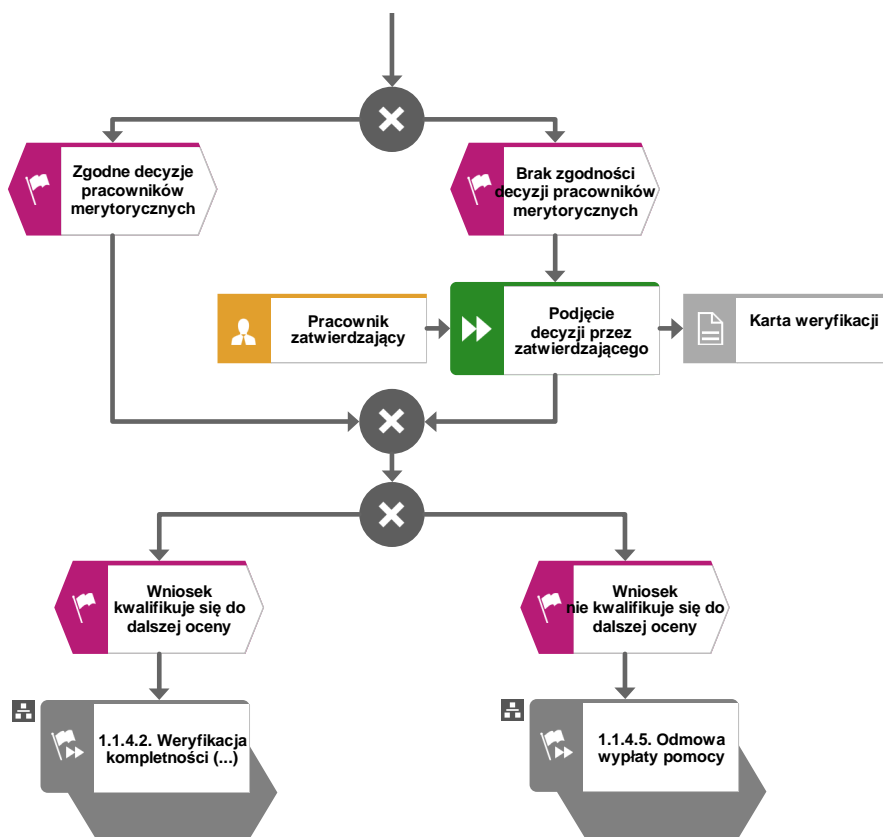 Zgodne decyzje
pracowników
merytorycznych
Brak zgodności
decyzji pracowników
merytorycznych
Pracownik
zatwierdzający
Podjęcie
decyzji przez
zatwierdzającego
Karta weryfikacji
Wniosek
kwalifikuje się do
dalszej oceny
Wniosek
nie kwalifikuje się do
dalszej oceny
1.1.4.2. Weryfikacja
kompletności (...)
1.1.4.5. Odmowa
wypłaty pomocy